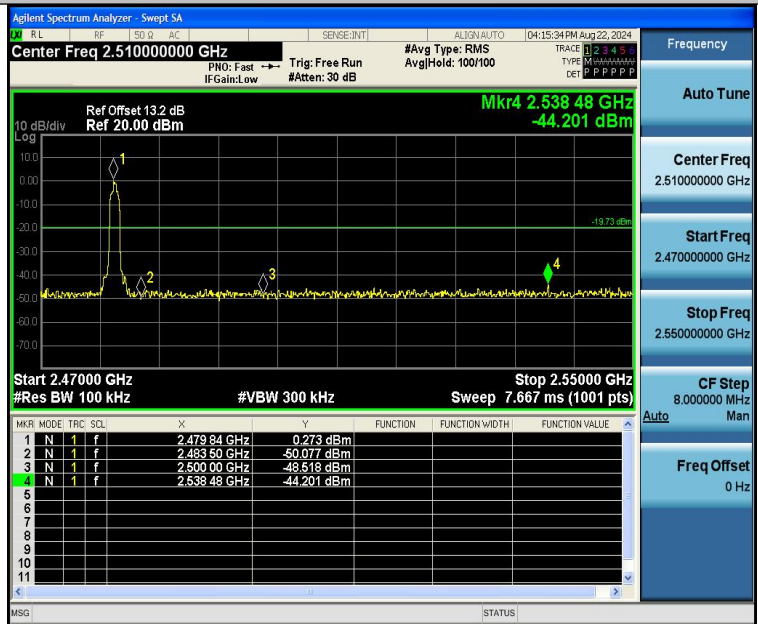 Agilent Spectrum Analyzer - Swept SA
LXI RL RF 50 Ω AC SENSE:INT ALIGN AUTO 04:15:34 PM Aug 22, 2024
Center Freq 2.510000000 GHz
PNO: Fast
IFGain:Low
Trig: Free Run
#Atten: 30 dB
#Avg Type: RMS
Avg|Hold: 100/100
TRACE 1 2 3 4 5 6
TYPE MWWWWW
DET P P P P P P
Frequency
Auto Tune
Center Freq
2.510000000 GHz
Start Freq
2.470000000 GHz
Stop Freq
2.550000000 GHz
CF Step
8.000000 MHz
Auto Man
Freq Offset
0 Hz
Mkr4 2.538 48 GHz
-44.201 dBm
Ref Offset 13.2 dB
10 dB/div Ref 20.00 dBm
Log
10.0
0.00
-10.0
-20.0
-30.0
-40.0
-50.0
-60.0
-70.0
1
2
3
4
-19.73 dBm
Start 2.47000 GHz Stop 2.55000 GHz
#Res BW 100 kHz #VBW 300 kHz Sweep 7.667 ms (1001 pts)
MKR MODE TRC SCL X Y FUNCTION FUNCTION WIDTH FUNCTION VALUE
1 N 1 f 2.479 84 GHz 0.273 dBm
2 N 1 f 2.483 50 GHz -50.077 dBm
3 N 1 f 2.500 00 GHz -48.518 dBm
4 N 1 f 2.538 48 GHz -44.201 dBm
5
6
7
8
9
10
11
MSG STATUS